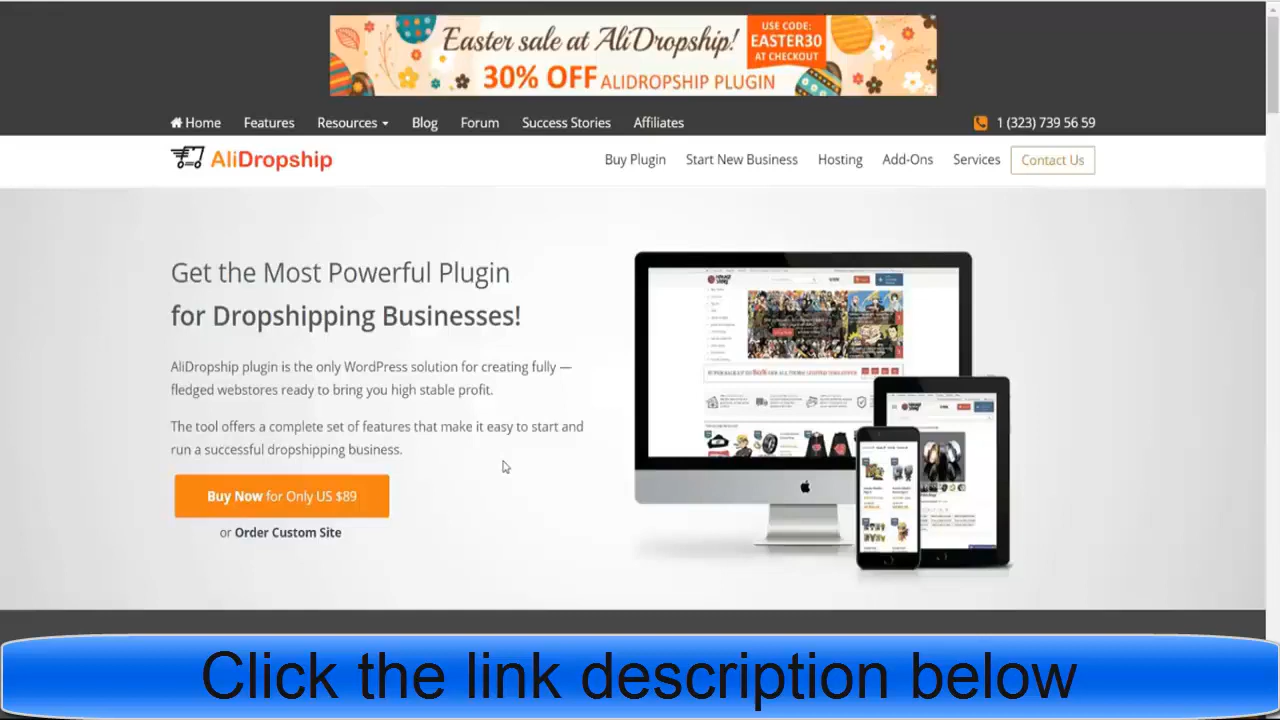 Easter sale at AliDropship!
30% OFF ALIDROPSHIP PLUGIN
USE CODE:
EASTER30
AT CHECKOUT
Home Features Resources Blog Forum Success Stories Affiliates 1 (323) 739 56 59
AliDropship Buy Plugin Start New Business Hosting Add-Ons Services Contact Us
Get the Most Powerful Plugin
for Dropshipping Businesses!
AliDropship plugin is the only WordPress solution for creating fully —
fledged webstores ready to bring you high stable profit.
The tool offers a complete set of features that make it easy to start and
run a successful dropshipping business.
Buy Now for Only US $89
or Order Custom Site
Click the link description below